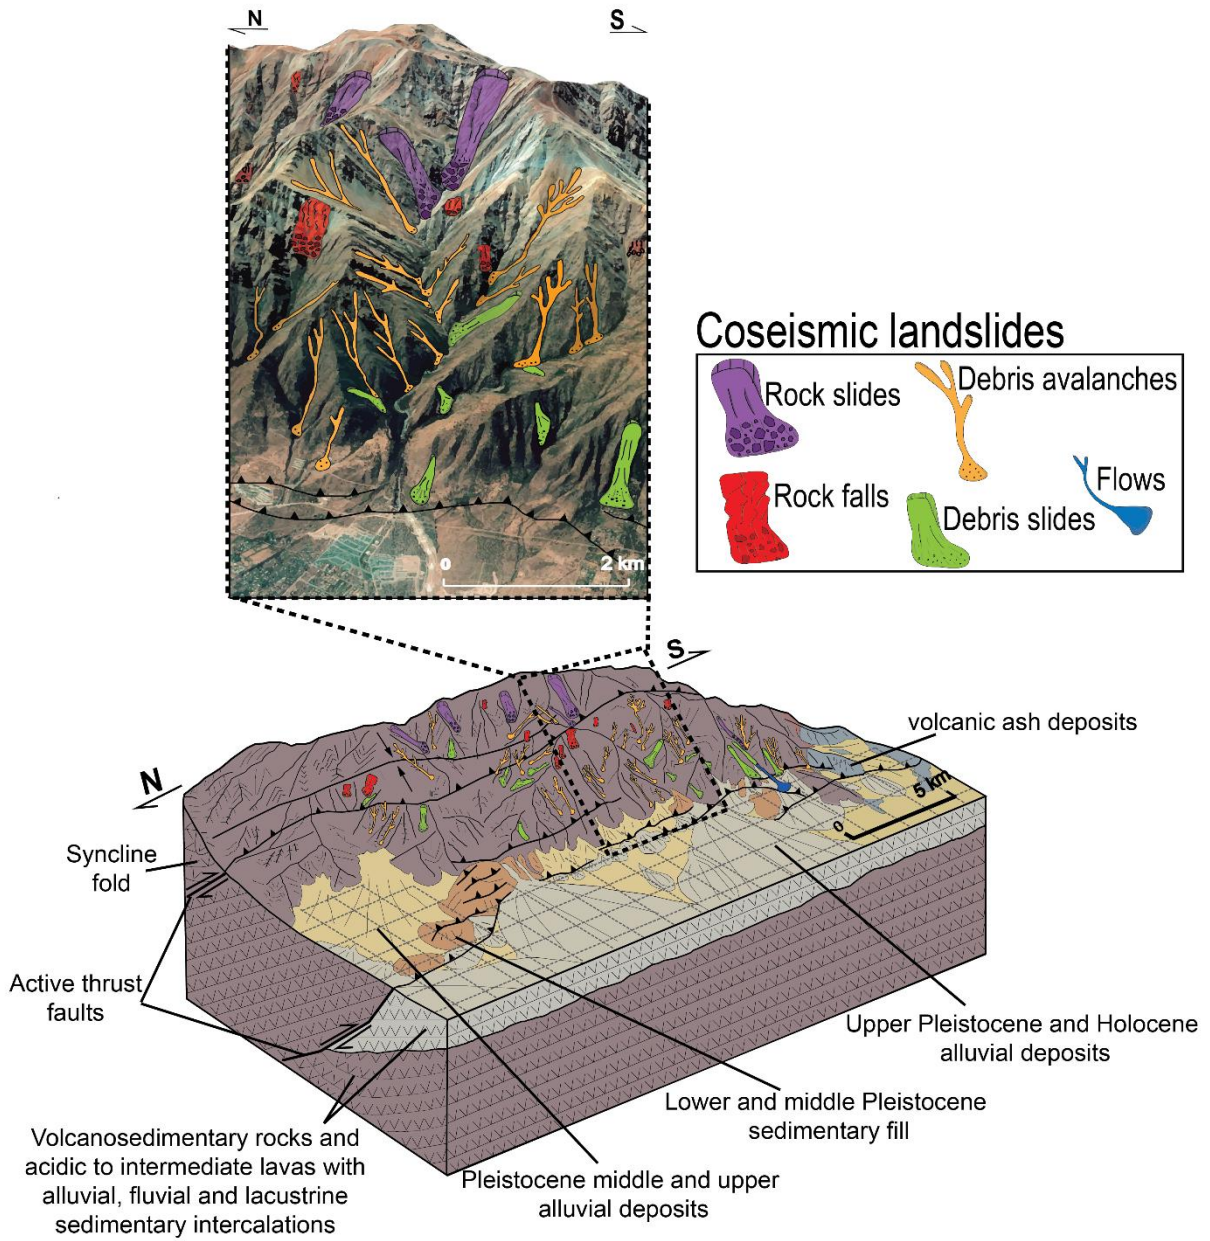 N
S
0
2 km
Coseismic landslides
Rock slides
Debris avalanches
Rock falls
Debris slides
Flows
S
N
volcanic ash deposits
5 km
0
Syncline
fold
Active thrust
faults
Upper Pleistocene and Holocene
alluvial deposits
Lower and middle Pleistocene
sedimentary fill
Pleistocene middle and upper
alluvial deposits
Volcanosedimentary rocks and
acidic to intermediate lavas with
alluvial, fluvial and lacustrine
sedimentary intercalations